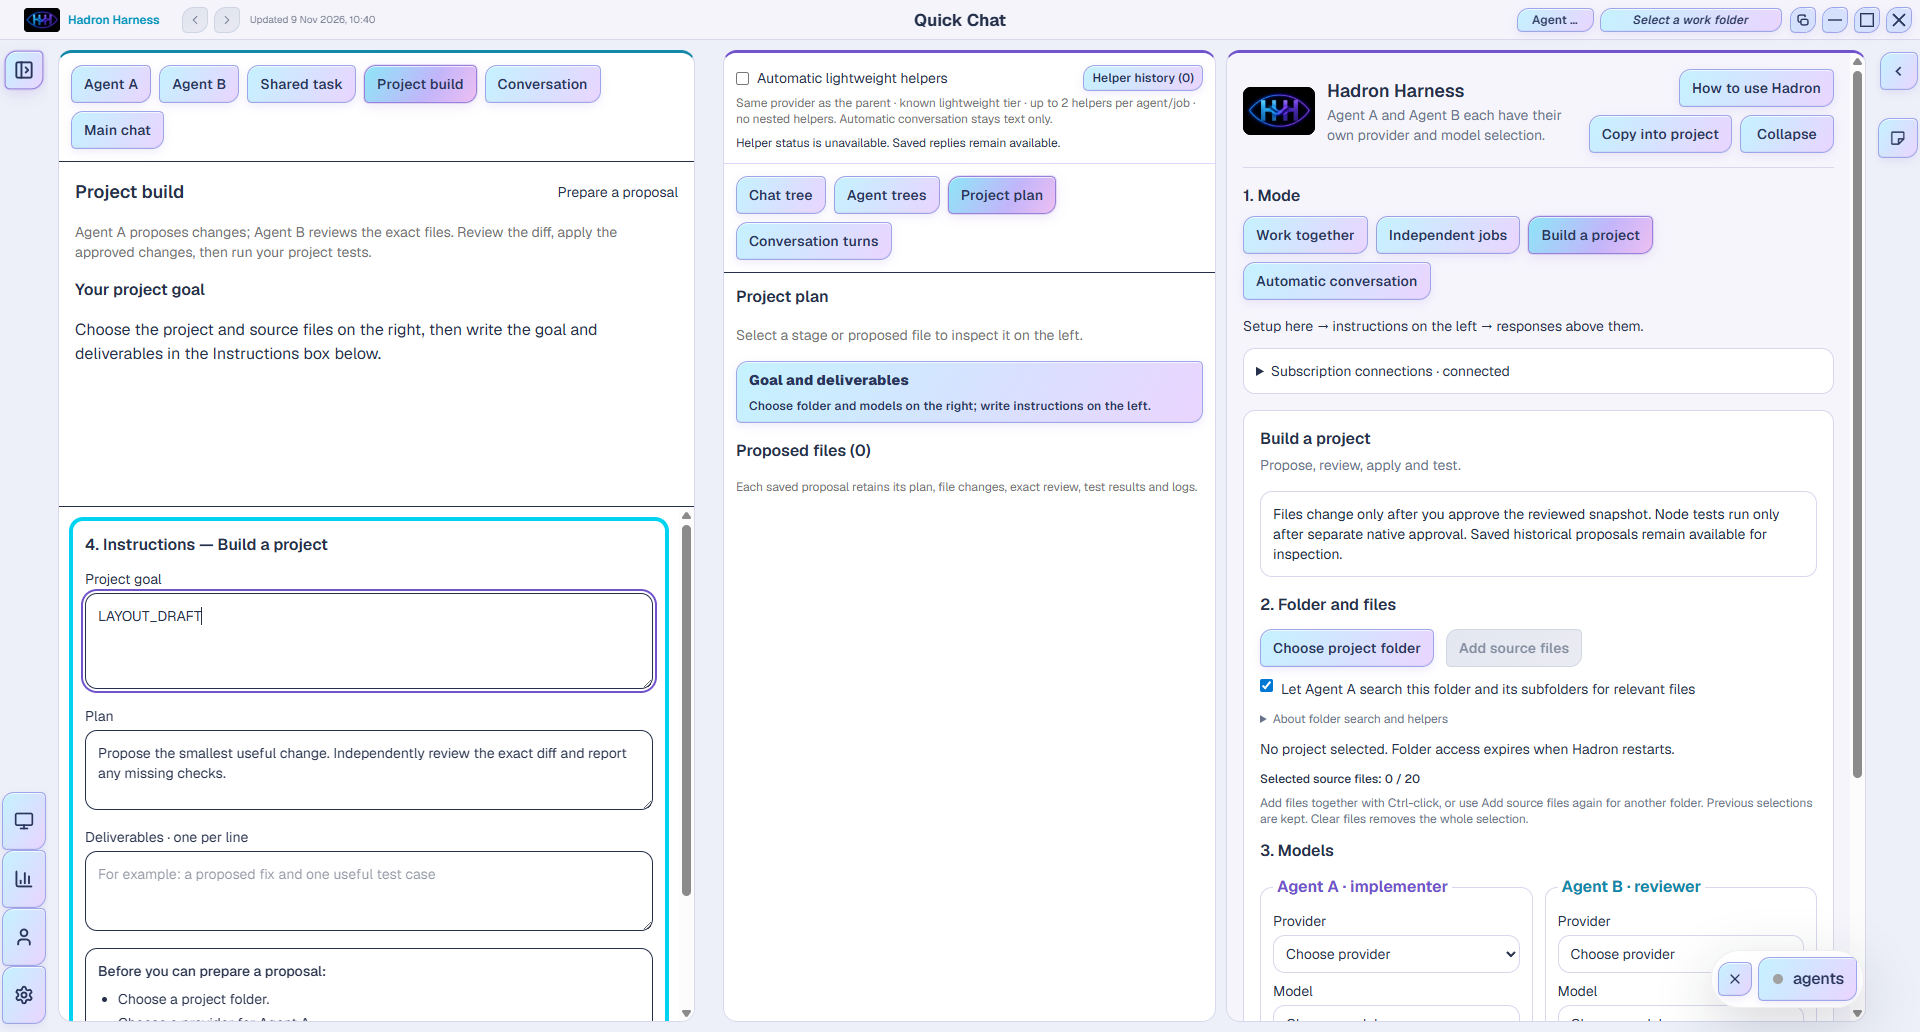 Hadron Harness
Updated 9 Nov 2026, 10:40
Quick Chat
Agent ...
Select a work folder
Agent A
Agent B
Shared task
Project build
Conversation
Main chat
Project build
Prepare a proposal
Agent A proposes changes; Agent B reviews the exact files. Review the diff, apply the
approved changes, then run your project tests.
Your project goal
Choose the project and source files on the right, then write the goal and
deliverables in the Instructions box below.
4. Instructions — Build a project
Project goal
LAYOUT_DRAFT
Plan
Propose the smallest useful change. Independently review the exact diff and report
any missing checks.
Deliverables · one per line
For example: a proposed fix and one useful test case
Before you can prepare a proposal:
• Choose a project folder.
Automatic lightweight helpers
Helper history (0)
Same provider as the parent · known lightweight tier · up to 2 helpers per agent/job ·
no nested helpers. Automatic conversation stays text only.
Helper status is unavailable. Saved replies remain available.
Chat tree
Agent trees
Project plan
Conversation turns
Project plan
Select a stage or proposed file to inspect it on the left.
Goal and deliverables
Choose folder and models on the right; write instructions on the left.
Proposed files (0)
Each saved proposal retains its plan, file changes, exact review, test results and logs.
Hadron Harness
Agent A and Agent B each have their
own provider and model selection.
How to use Hadron
Copy into project
Collapse
1. Mode
Work together
Independent jobs
Build a project
Automatic conversation
Setup here → instructions on the left → responses above them.
Subscription connections · connected
Build a project
Propose, review, apply and test.
Files change only after you approve the reviewed snapshot. Node tests run only
after separate native approval. Saved historical proposals remain available for
inspection.
2. Folder and files
Choose project folder
Add source files
Let Agent A search this folder and its subfolders for relevant files
About folder search and helpers
No project selected. Folder access expires when Hadron restarts.
Selected source files: 0 / 20
Add files together with Ctrl-click, or use Add source files again for another folder. Previous selections
are kept. Clear files removes the whole selection.
3. Models
Agent A · implementer
Provider
Choose provider
Model
Agent B · reviewer
Provider
Choose provider
Model
agents